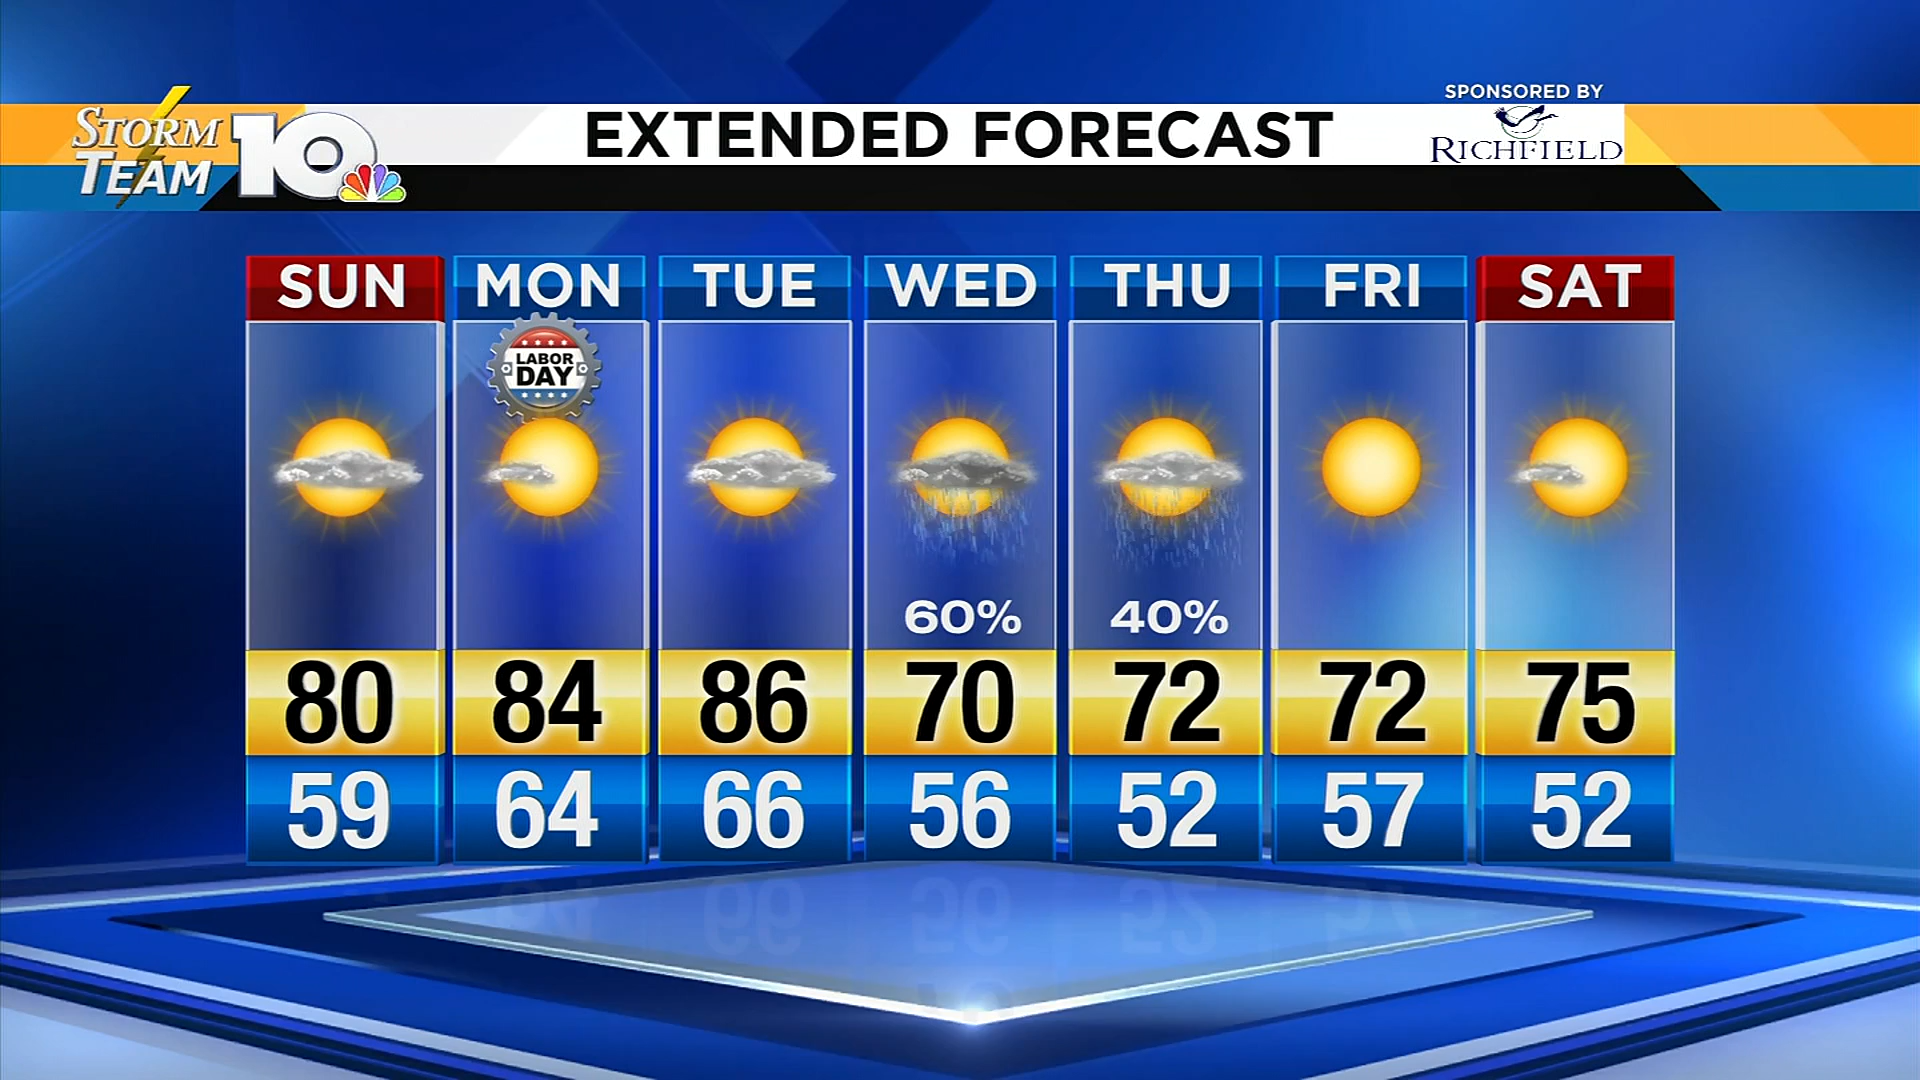 SPONSORED BY
STORM TEAM 10
EXTENDED FORECAST
RICHFIELD
SUN MON TUE WED THU FRI SAT
LABOR
DAY
60% 40%
80 84 86 70 72 72 75
59 64 66 56 52 57 52